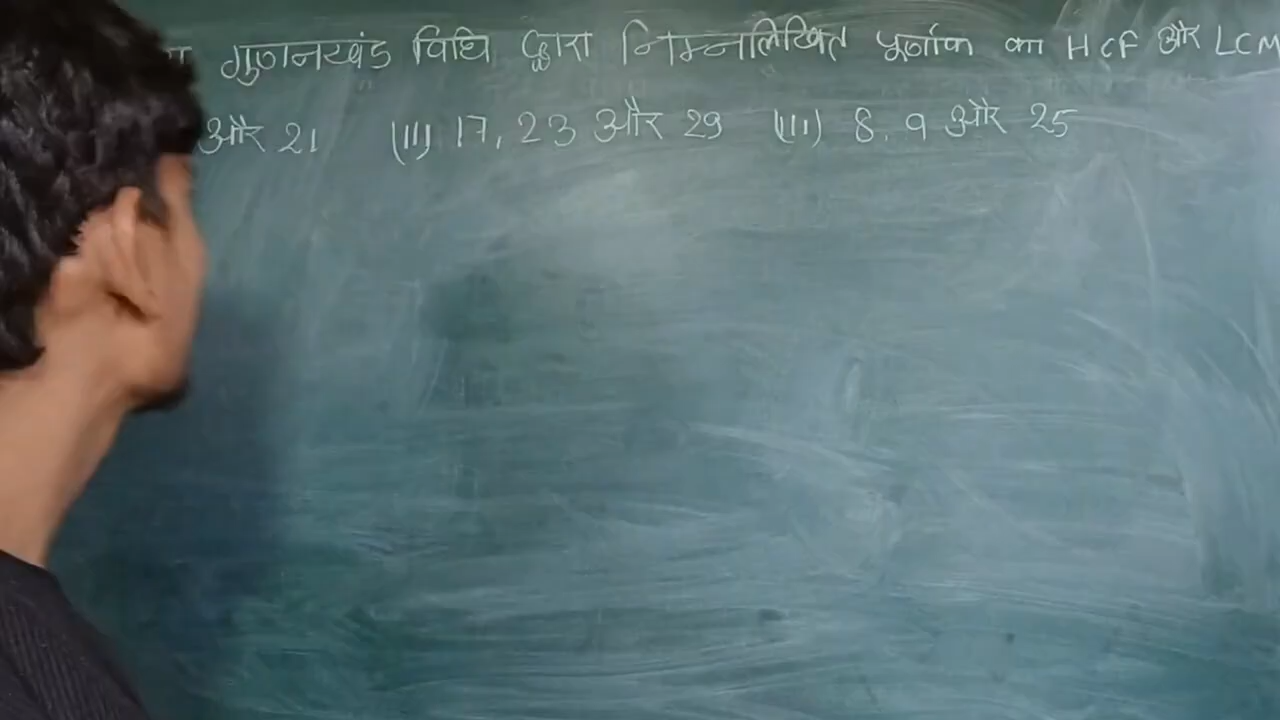 गुणनखंड विधि द्वारा निम्नलिखित पूर्णांक का HCF और LCM
और 21 (II) 17, 23 और 29 (III) 8, 9 और 25